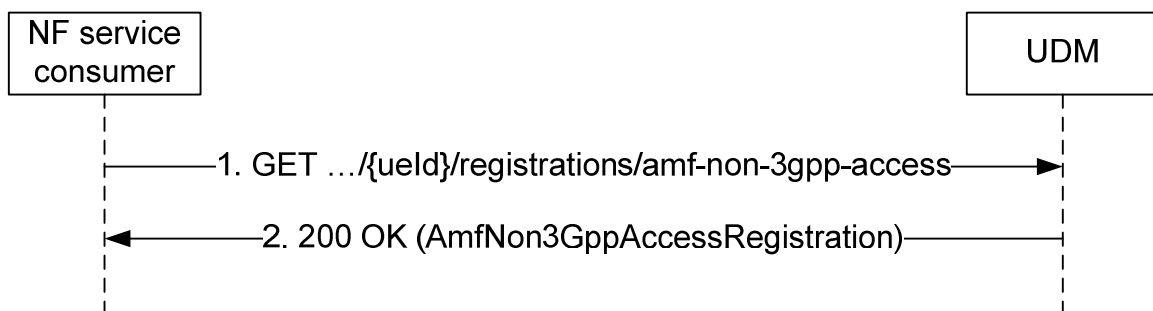 NF service
consumer
UDM
1. GET …/{ueId}/registrations/amf-non-3gpp-access
2. 200 OK (AmfNon3GppAccessRegistration)